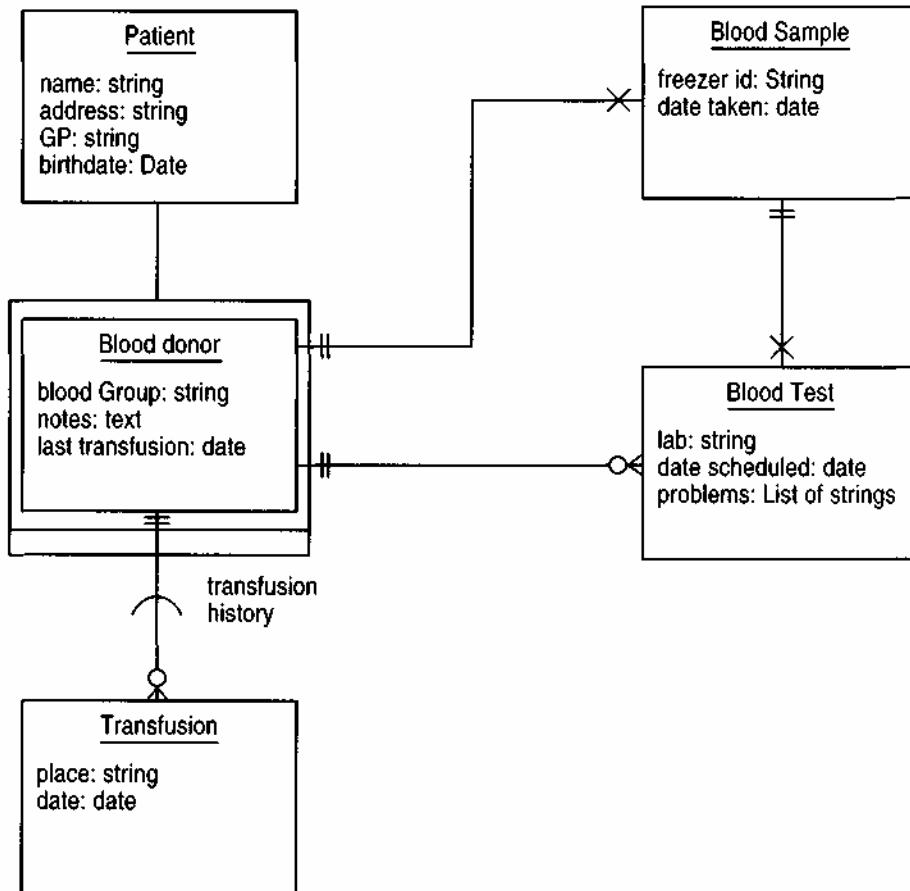 Patient
name: string
address: string
GP: string
birthdate: Date
Blood Sample
freezer id: String
date taken: date
Blood donor
blood Group: string
notes: text
last transfusion: date
Blood Test
lab: string
date scheduled: date
problems: List of strings
transfusion
history
Transfusion
place: string
date: date